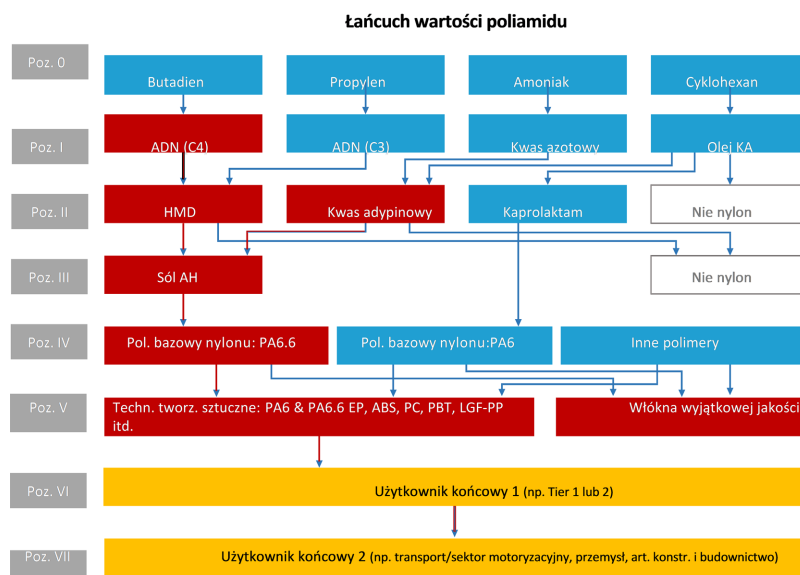 Łańcuch wartości poliamidu
Poz. 0
Butadien
Propylen
Amoniak
Cyklohexan
Poz. I
ADN (C4)
ADN (C3)
Kwas azotowy
Olej KA
Poz. II
HMD
Kwas adypinowy
Kaprolaktam
Nie nylon
Poz. III
Sól AH
Nie nylon
Poz. IV
Pol. bazowy nylonu: PA6.6
Pol. bazowy nylonu:PA6
Inne polimery
Poz. V
Techn. tworz. sztuczne: PA6 & PA6.6 EP, ABS, PC, PBT, LGF-PP
itd.
Włókna wyjątkowej jakości
Poz. VI
Użytkownik końcowy 1 (np. Tier 1 lub 2)
Poz. VII
Użytkownik końcowy 2 (np. transport/sektor motoryzacyjny, przemysł, art. konstr. i budownictwo)